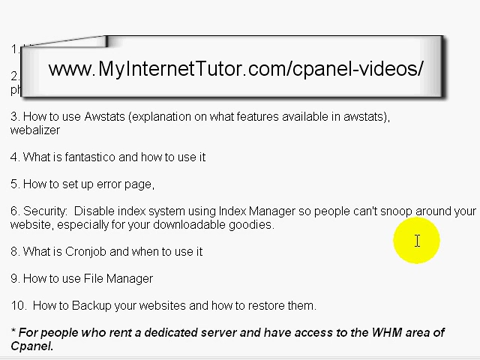 1.
www.MyInternetTutor.com/cpanel-videos/
2.
ph
3. How to use Awstats (explanation on what features available in awstats),
webalizer
4. What is fantastico and how to use it
5. How to set up error page,
6. Security:  Disable index system using Index Manager so people can't snoop around your
website, especially for your downloadable goodies.
8. What is Cronjob and when to use it
9. How to use File Manager
10.  How to Backup your websites and how to restore them.
* For people who rent a dedicated server and have access to the WHM area of
Cpanel.